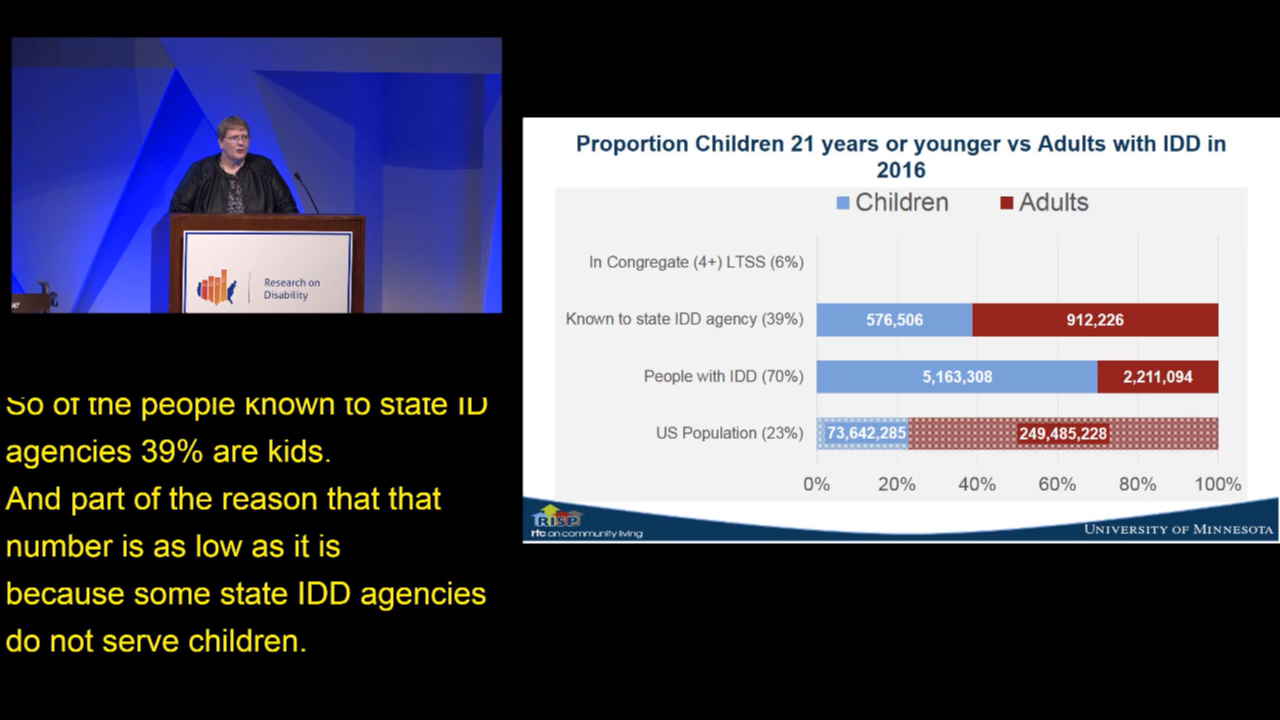 Research on
Disability
So of the people known to state ID
agencies 39% are kids.
And part of the reason that that
number is as low as it is
because some state IDD agencies
do not serve children.
Proportion Children 21 years or younger vs Adults with IDD in
2016
Children Adults
In Congregate (4+) LTSS (6%)
Known to state IDD agency (39%) 576,506 912,226
People with IDD (70%) 5,163,308 2,211,094
US Population (23%) 73,642,285 249,485,228
0% 20% 40% 60% 80% 100%
RISP
rtc on community living
UNIVERSITY OF MINNESOTA